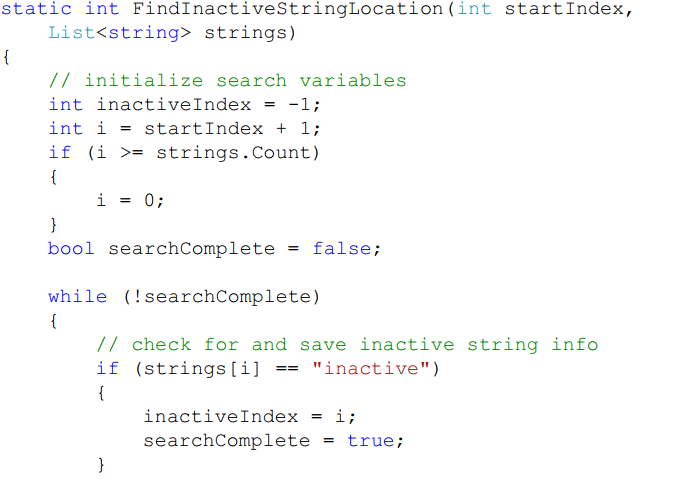 static int FindInactiveStringLocation(int startIndex,
    List<string> strings)
{
    // initialize search variables
    int inactiveIndex = -1;
    int i = startIndex + 1;
    if (i >= strings.Count)
    {
        i = 0;
    }
    bool searchComplete = false;

    while (!searchComplete)
    {
        // check for and save inactive string info
        if (strings[i] == "inactive")
        {
            inactiveIndex = i;
            searchComplete = true;
        }